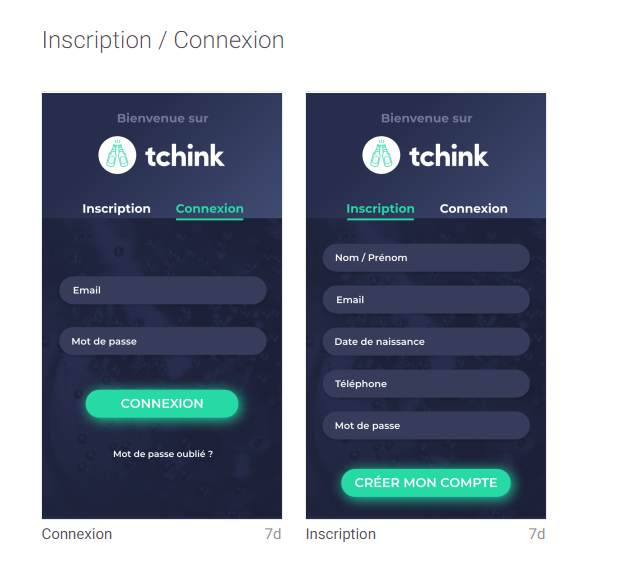 Inscription / Connexion
Bienvenue sur
tchink
Inscription Connexion
Email
Mot de passe
CONNEXION
Mot de passe oublié ?
Connexion 7d
Bienvenue sur
tchink
Inscription Connexion
Nom / Prénom
Email
Date de naissance
Téléphone
Mot de passe
CRÉER MON COMPTE
Inscription 7d